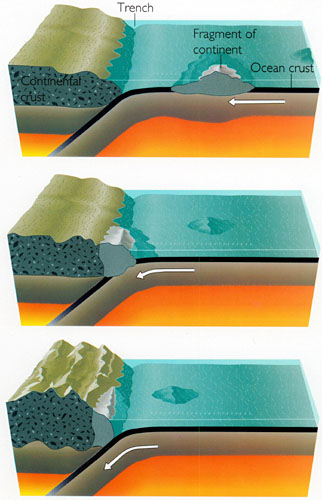 Trench
Fragment of
continent
Ocean crust
Continental
crust